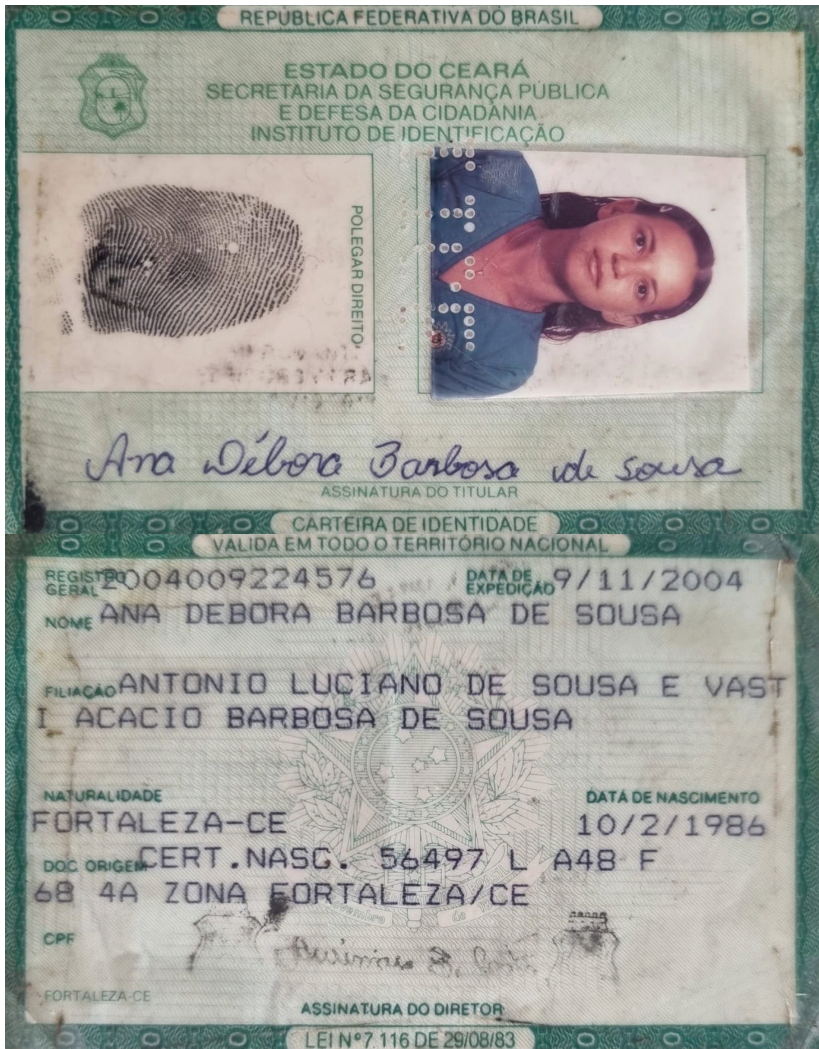 REPÚBLICA FEDERATIVA DO BRASIL
ESTADO DO CEARÁ
SECRETARIA DA SEGURANÇA PÚBLICA
E DEFESA DA CIDADANIA
INSTITUTO DE IDENTIFICAÇÃO
POLEGAR DIREITO
Ana Débora Barbosa de Sousa
ASSINATURA DO TITULAR
CARTEIRA DE IDENTIDADE
VALIDA EM TODO O TERRITÓRIO NACIONAL
REGISTRO GERAL 2004009224576 DATA DE EXPEDIÇÃO 9/11/2004
NOME ANA DEBORA BARBOSA DE SOUSA
FILIAÇÃO ANTONIO LUCIANO DE SOUSA E VAST
I ACACIO BARBOSA DE SOUSA
NATURALIDADE DATA DE NASCIMENTO
FORTALEZA-CE 10/2/1986
DOC ORIGEM CERT.NASC. 56497 L A48 F
68 4A ZONA FORTALEZA/CE
CPF
FORTALEZA-CE
ASSINATURA DO DIRETOR
LEI Nº 7.116 DE 29/08/83